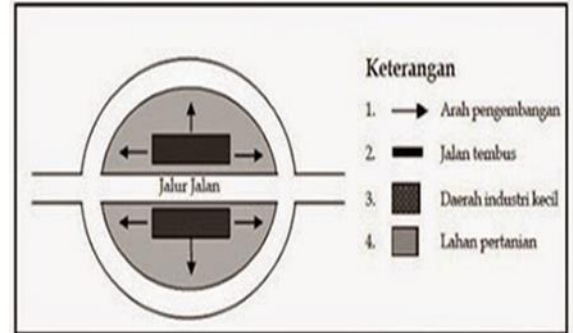 Keterangan
1. Arah pengembangan
2. Jalan tembus
3. Daerah industri kecil
4. Lahan pertanian
Jalur Jalan